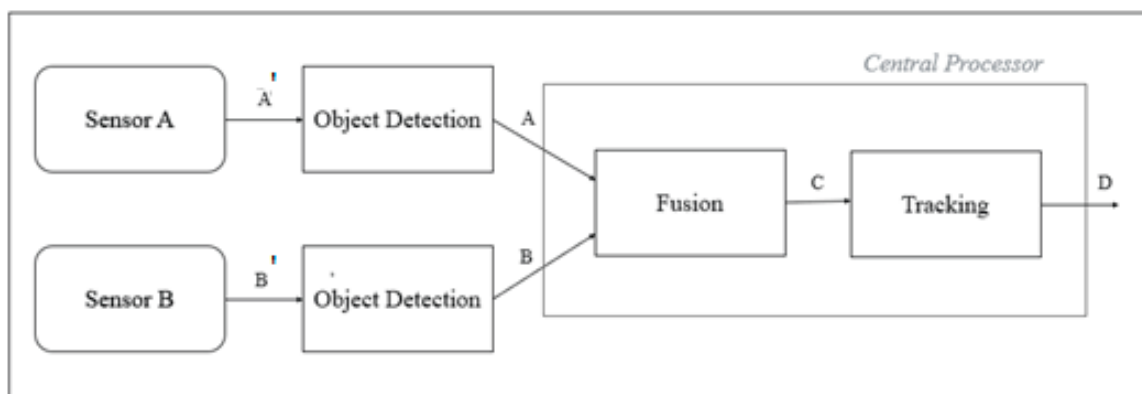 Central Processor
Sensor A
A'
Object Detection
A
Fusion
C
Tracking
D
Sensor B
B'
Object Detection
B